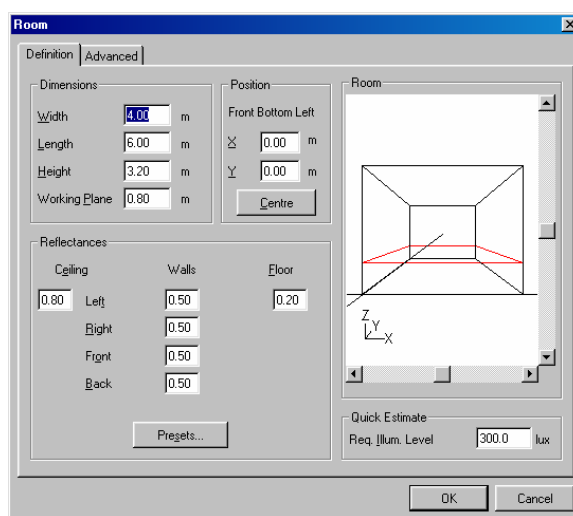 Room
Definition Advanced
Dimensions
Width 4.00 m
Length 6.00 m
Height 3.20 m
Working Plane 0.80 m
Position
Front Bottom Left
X 0.00 m
Y 0.00 m
Centre
Reflectances
Ceiling Walls Floor
0.80 Left 0.50 0.20
Right 0.50
Front 0.50
Back 0.50
Presets...
Room
Z
Y
X
Quick Estimate
Req. Illum. Level 300.0 lux
OK Cancel